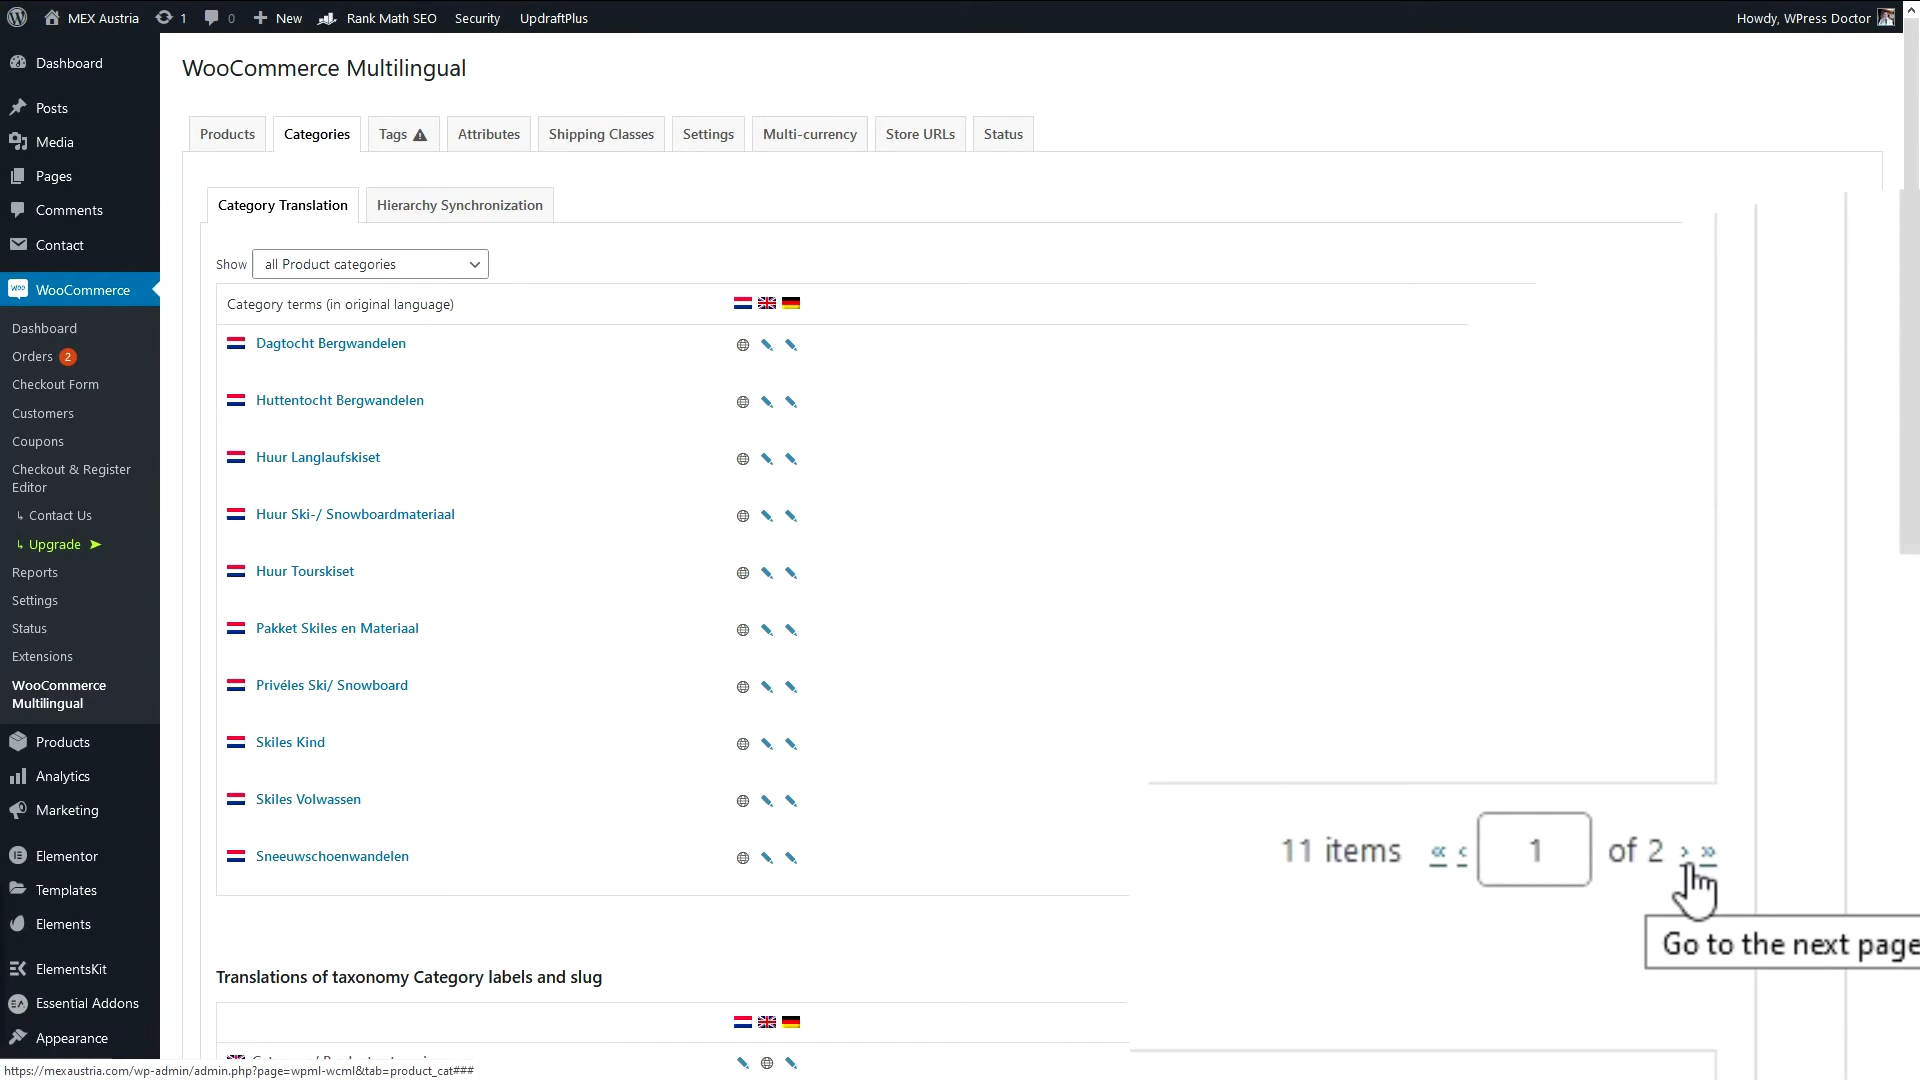 MEX Austria
1
0
New
Rank Math SEO
Security
UpdraftPlus
Howdy, WPress Doctor
Dashboard
Posts
Media
Pages
Comments
Contact
WooCommerce
Dashboard
Orders 2
Checkout Form
Customers
Coupons
Checkout & Register
Editor
↳ Contact Us
↳ Upgrade ➤
Reports
Settings
Status
Extensions
WooCommerce
Multilingual
Products
Analytics
Marketing
Elementor
Templates
Elements
ElementsKit
Essential Addons
Appearance
WooCommerce Multilingual
Products
Categories
Tags
Attributes
Shipping Classes
Settings
Multi-currency
Store URLs
Status
Category Translation
Hierarchy Synchronization
Show all Product categories
Category terms (in original language)
Dagtocht Bergwandelen
Huttentocht Bergwandelen
Huur Langlaufskiset
Huur Ski-/ Snowboardmateriaal
Huur Tourskiset
Pakket Skiles en Materiaal
Privéles Ski/ Snowboard
Skiles Kind
Skiles Volwassen
Sneeuwschoenwandelen
11 items « ‹ 1 of 2 › »
Go to the next page
Translations of taxonomy Category labels and slug
https://mexaustria.com/wp-admin/admin.php?page=wpml-wcml&tab=product_cat###